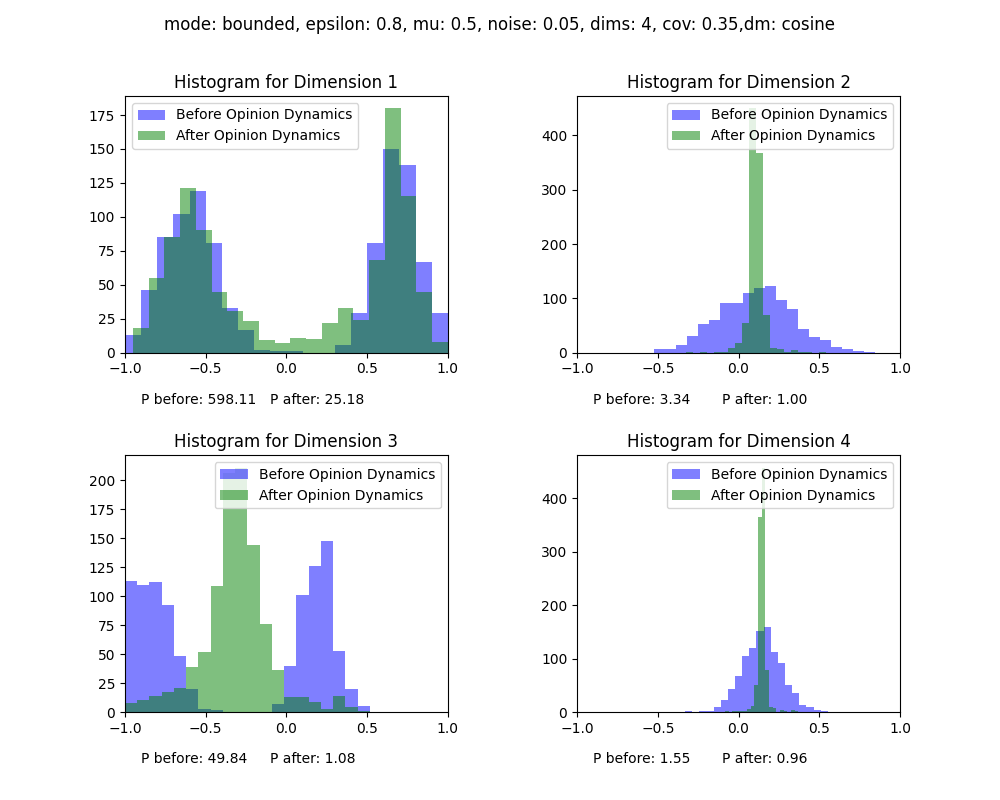 mode: bounded, epsilon: 0.8, mu: 0.5, noise: 0.05, dims: 4, cov: 0.35,dm: cosine
Histogram for Dimension 1
Before Opinion Dynamics
After Opinion Dynamics
175
150
125
100
75
50
25
0
−1.0 −0.5 0.0 0.5 1.0
P before: 598.11 P after: 25.18
Histogram for Dimension 2
Before Opinion Dynamics
After Opinion Dynamics
400
300
200
100
0
−1.0 −0.5 0.0 0.5 1.0
P before: 3.34 P after: 1.00
Histogram for Dimension 3
Before Opinion Dynamics
After Opinion Dynamics
200
175
150
125
100
75
50
25
0
−1.0 −0.5 0.0 0.5 1.0
P before: 49.84 P after: 1.08
Histogram for Dimension 4
Before Opinion Dynamics
After Opinion Dynamics
400
300
200
100
0
−1.0 −0.5 0.0 0.5 1.0
P before: 1.55 P after: 0.96